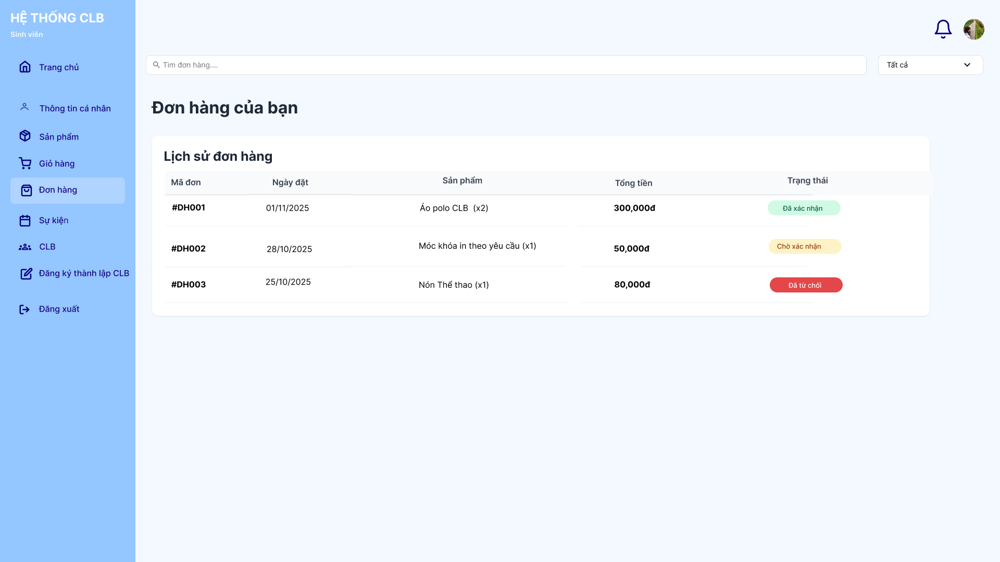 HỆ THỐNG CLB
Sinh viên
Trang chủ
Thông tin cá nhân
Sản phẩm
Giỏ hàng
Đơn hàng
Sự kiện
CLB
Đăng ký thành lập CLB
Đăng xuất
Tìm đơn hàng....
Tất cả
Đơn hàng của bạn
Lịch sử đơn hàng
Mã đơn Ngày đặt Sản phẩm Tổng tiền Trạng thái
#DH001 01/11/2025 Áo polo CLB (x2) 300,000đ Đã xác nhận
#DH002 28/10/2025 Móc khóa in theo yêu cầu (x1) 50,000đ Chờ xác nhận
#DH003 25/10/2025 Nón Thể thao (x1) 80,000đ Đã từ chối